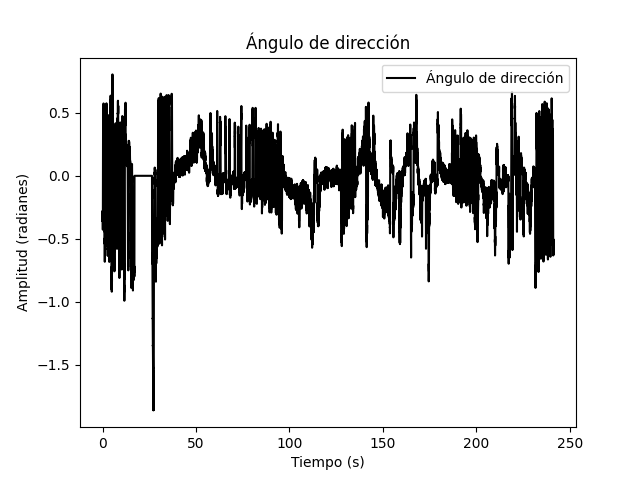 Ángulo de dirección
Ángulo de dirección
Amplitud (radianes)
0.5
0.0
−0.5
−1.0
−1.5
0
50
100
150
200
250
Tiempo (s)